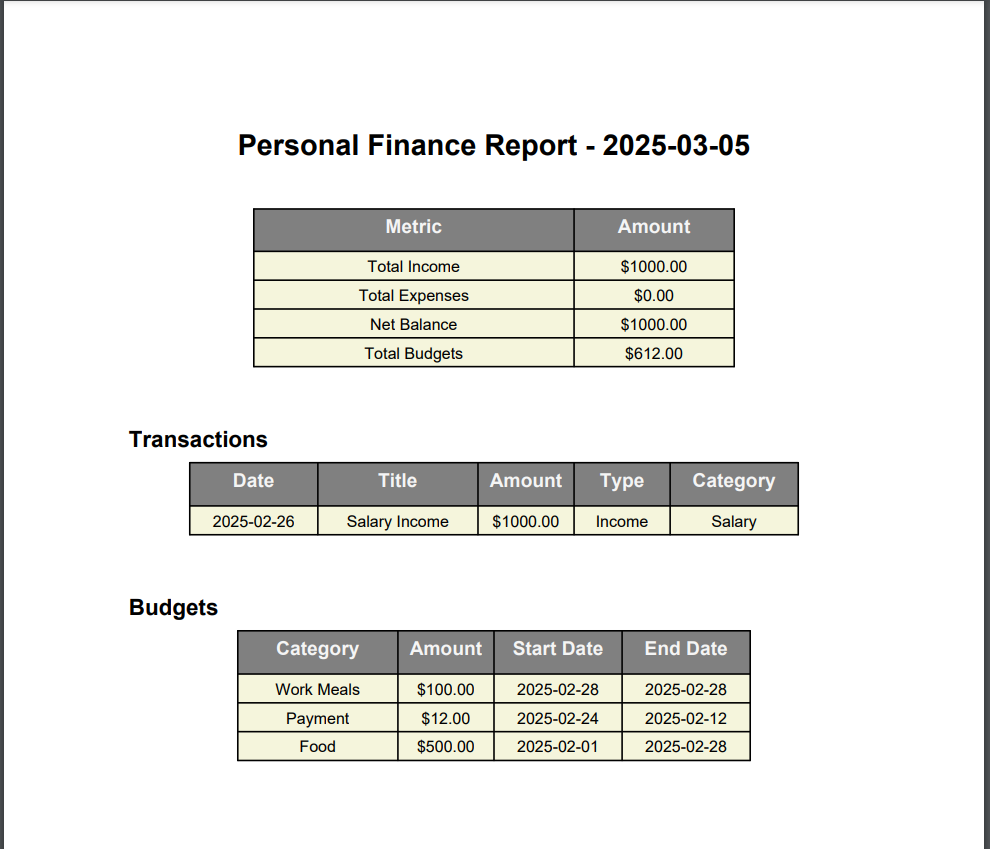 Personal Finance Report - 2025-03-05
Metric Amount
Total Income $1000.00
Total Expenses $0.00
Net Balance $1000.00
Total Budgets $612.00
Transactions
Date Title Amount Type Category
2025-02-26 Salary Income $1000.00 Income Salary
Budgets
Category Amount Start Date End Date
Work Meals $100.00 2025-02-28 2025-02-28
Payment $12.00 2025-02-24 2025-02-12
Food $500.00 2025-02-01 2025-02-28